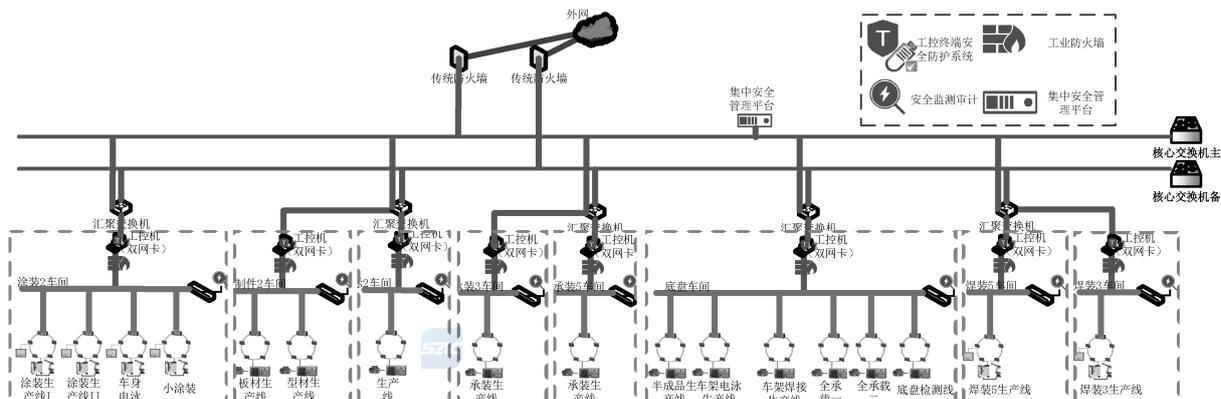 外网
传统防火墙
传统防火墙
集中安全
管理平台
工控终端安
全防护系统
工业防火墙
安全监测审计
集中安全管
理平台
核心交换机主
核心交换机备
汇聚交换机
汇聚交换机
汇聚交换机
汇聚交换机
汇聚交换机
工控机
(双网卡)
工控机
(双网卡)
工控机
(双网卡)
工控机
(双网卡)
工控机
(双网卡)
工控机
(双网卡)
工控机
(双网卡)
工控机
(双网卡)
涂装2车间
制件2车间
2车间
承装3车间
承装5车间
底盘车间
焊装5车间
焊装3车间
涂装生
产线I
涂装生
产线II
车身
电泳
小涂装
板材生
产线
型材生
产线
生产
线
承装生
产线
承装生
产线
半成品生
产线
车架电泳
生产线
车架焊接
生产线
全承
载一
全承载
二
底盘检测线
焊装5生产线
焊装3生产线